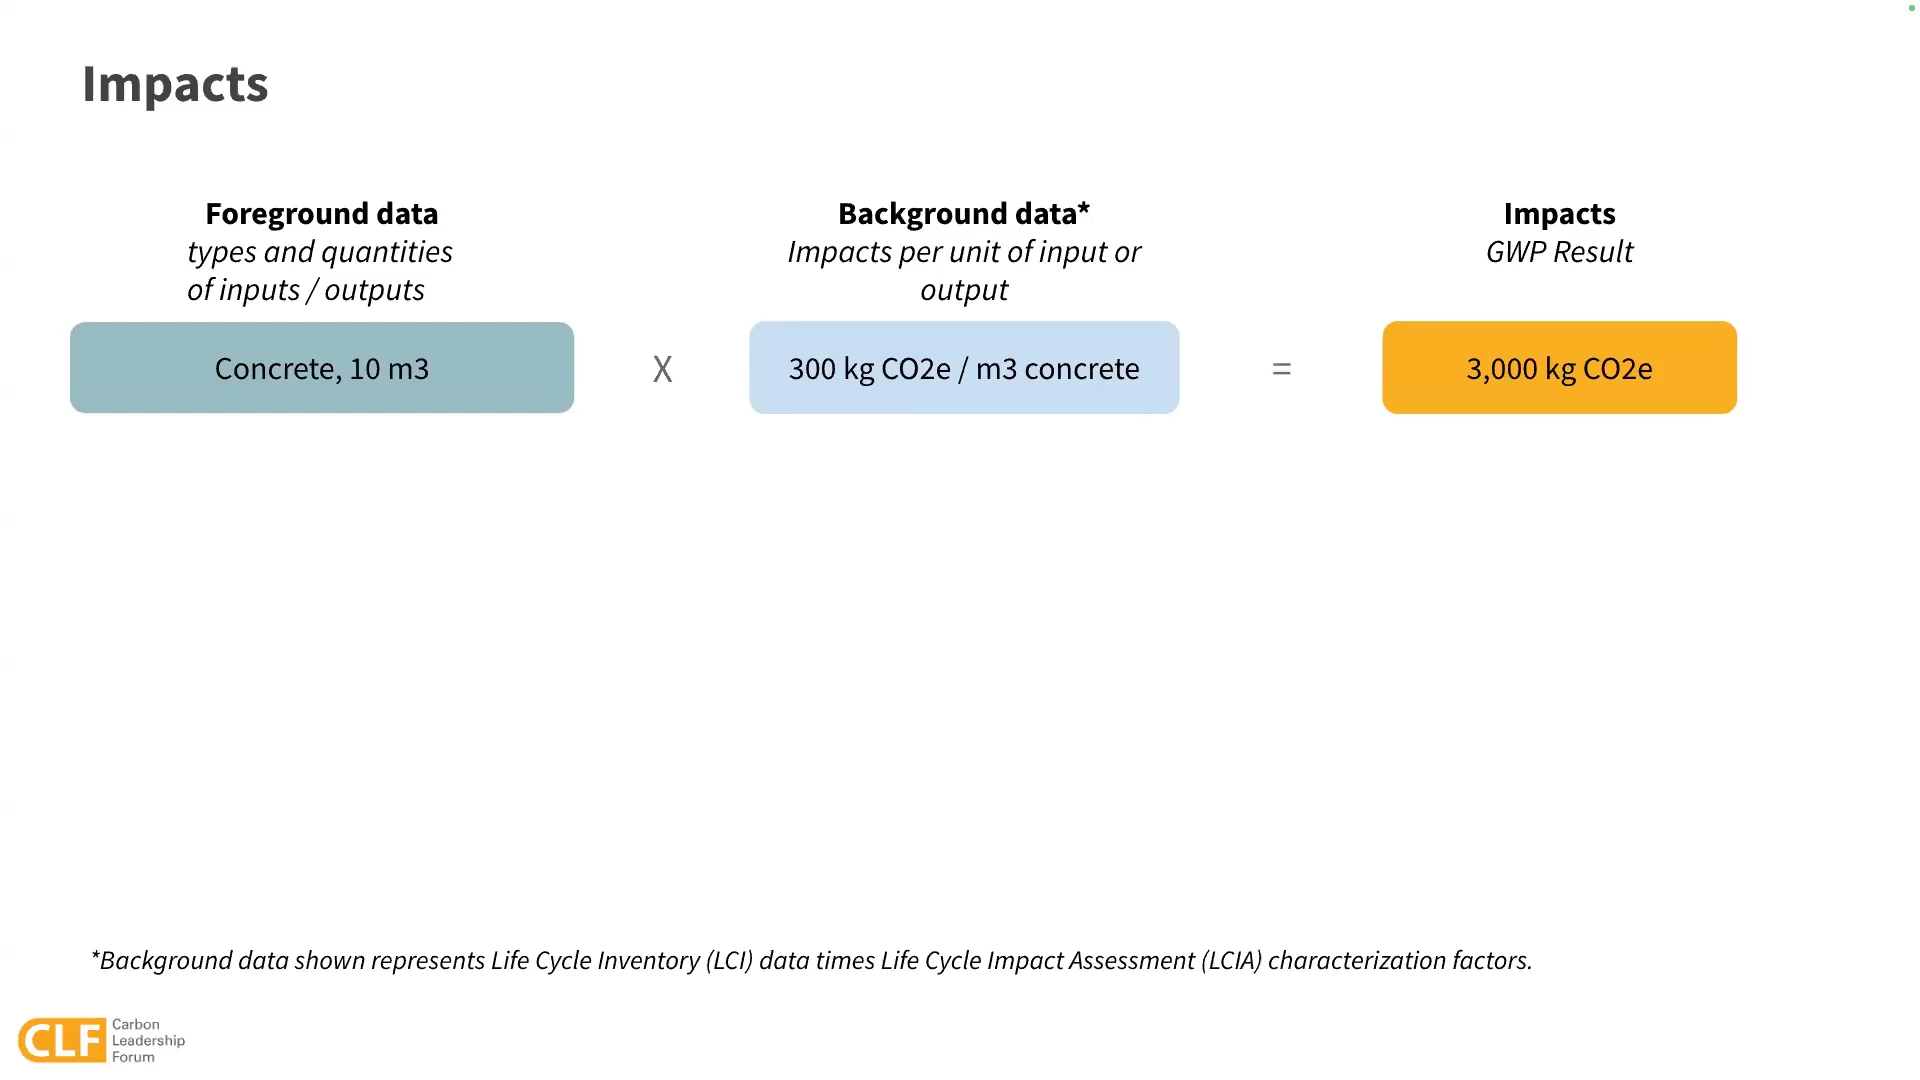 Impacts
Foreground data
types and quantities
of inputs / outputs
Background data*
Impacts per unit of input or
output
Impacts
GWP Result
Concrete, 10 m3
X
300 kg CO2e / m3 concrete
=
3,000 kg CO2e
*Background data shown represents Life Cycle Inventory (LCI) data times Life Cycle Impact Assessment (LCIA) characterization factors.
CLF
Carbon
Leadership
Forum